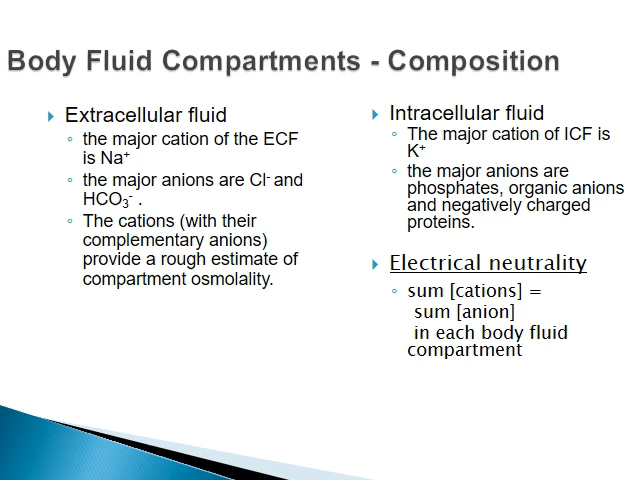 Body Fluid Compartments - Composition
Extracellular fluid
the major cation of the ECF
is Na⁺
the major anions are Cl⁻ and
HCO₃⁻ .
The cations (with their
complementary anions)
provide a rough estimate of
compartment osmolality.
Intracellular fluid
The major cation of ICF is
K⁺
the major anions are
phosphates, organic anions
and negatively charged
proteins.
Electrical neutrality
sum [cations] =
sum [anion]
in each body fluid
compartment